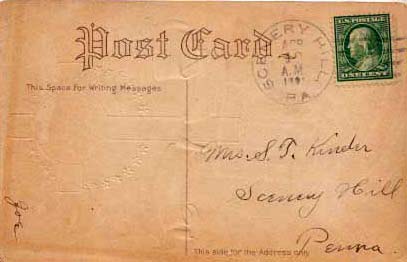 Post Card
This Space For Writing Messages
SCENERY HILL
APR
A.M
PA
U.S. POSTAGE
ONE CENT
Mrs. S. T. Kinder
Scenery Hill
Penna.
Joe
This side for the Address only